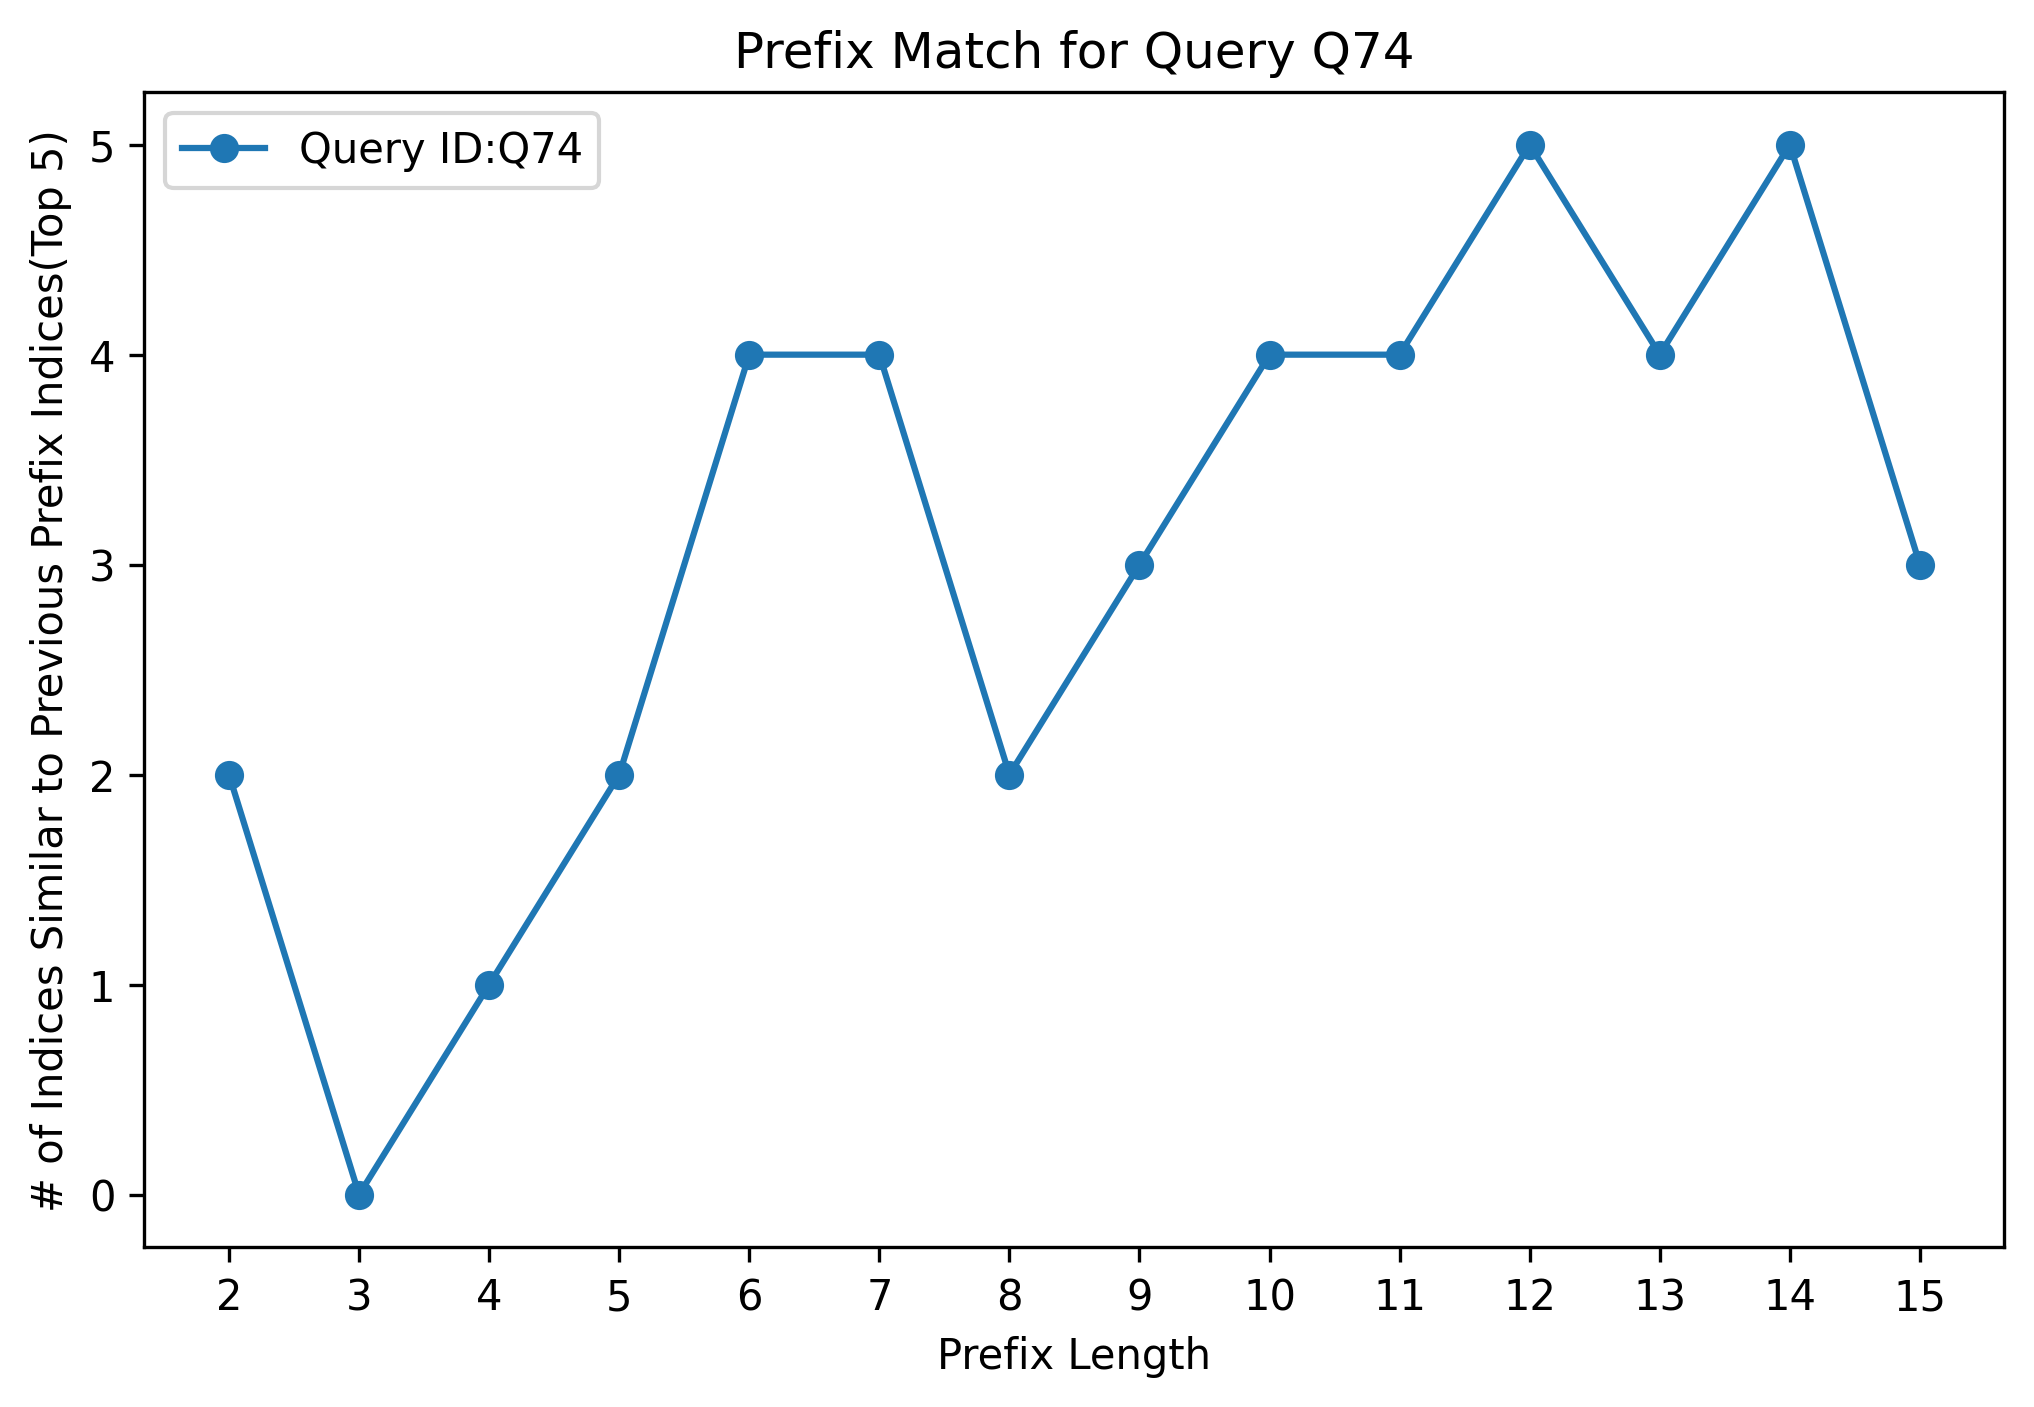 Prefix Match for Query Q74
Query ID:Q74
# of Indices Similar to Previous Prefix Indices(Top 5)
5
4
3
2
1
0
2 3 4 5 6 7 8 9 10 11 12 13 14 15
Prefix Length